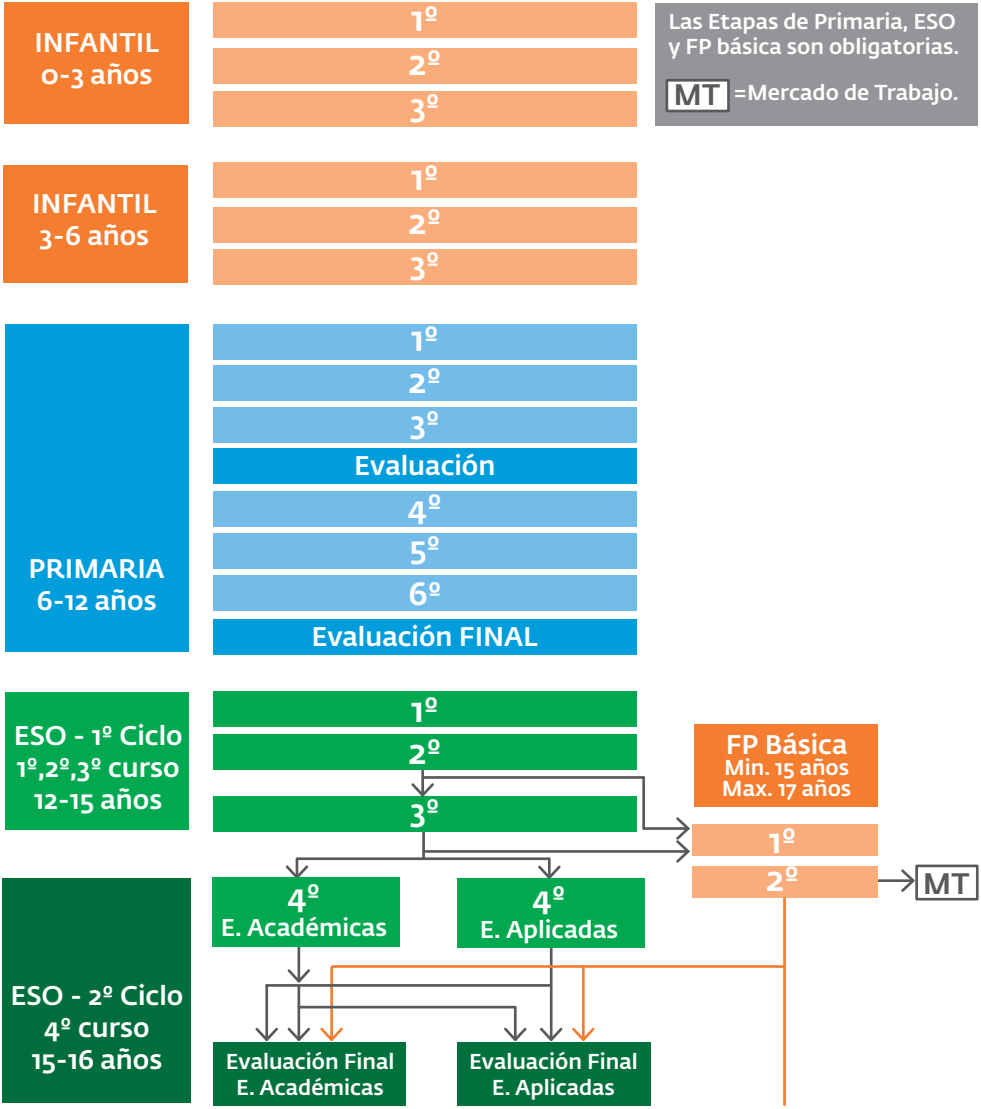 INFANTIL
0-3 años
1º
2º
3º
Las Etapas de Primaria, ESO
y FP básica son obligatorias.
MT =Mercado de Trabajo.
INFANTIL
3-6 años
1º
2º
3º
PRIMARIA
6-12 años
1º
2º
3º
Evaluación
4º
5º
6º
Evaluación FINAL
ESO - 1º Ciclo
1º,2º,3º curso
12-15 años
1º
2º
3º
FP Básica
Min. 15 años
Max. 17 años
1º
2º
MT
ESO - 2º Ciclo
4º curso
15-16 años
4º
E. Académicas
4º
E. Aplicadas
Evaluación Final
E. Académicas
Evaluación Final
E. Aplicadas